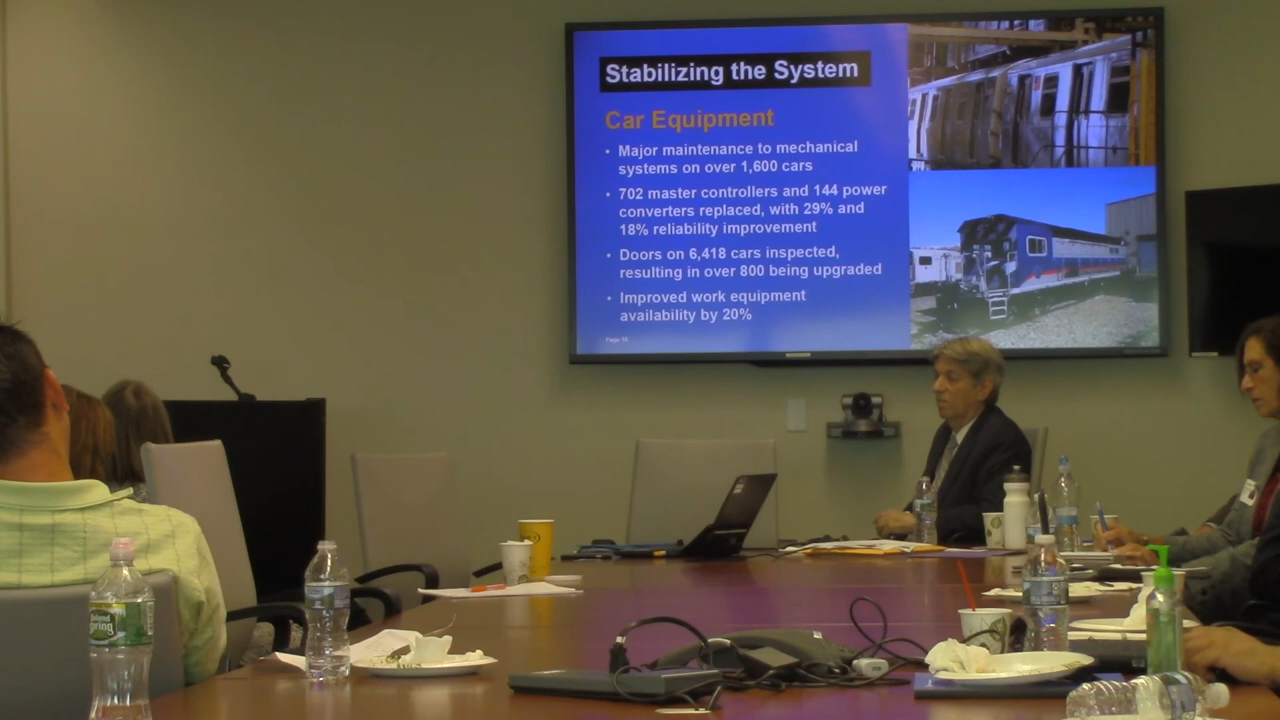 Stabilizing the System
Car Equipment
• Major maintenance to mechanical
systems on over 1,600 cars
• 702 master controllers and 144 power
converters replaced, with 29% and
18% reliability improvement
• Doors on 6,418 cars inspected,
resulting in over 800 being upgraded
• Improved work equipment
availability by 20%